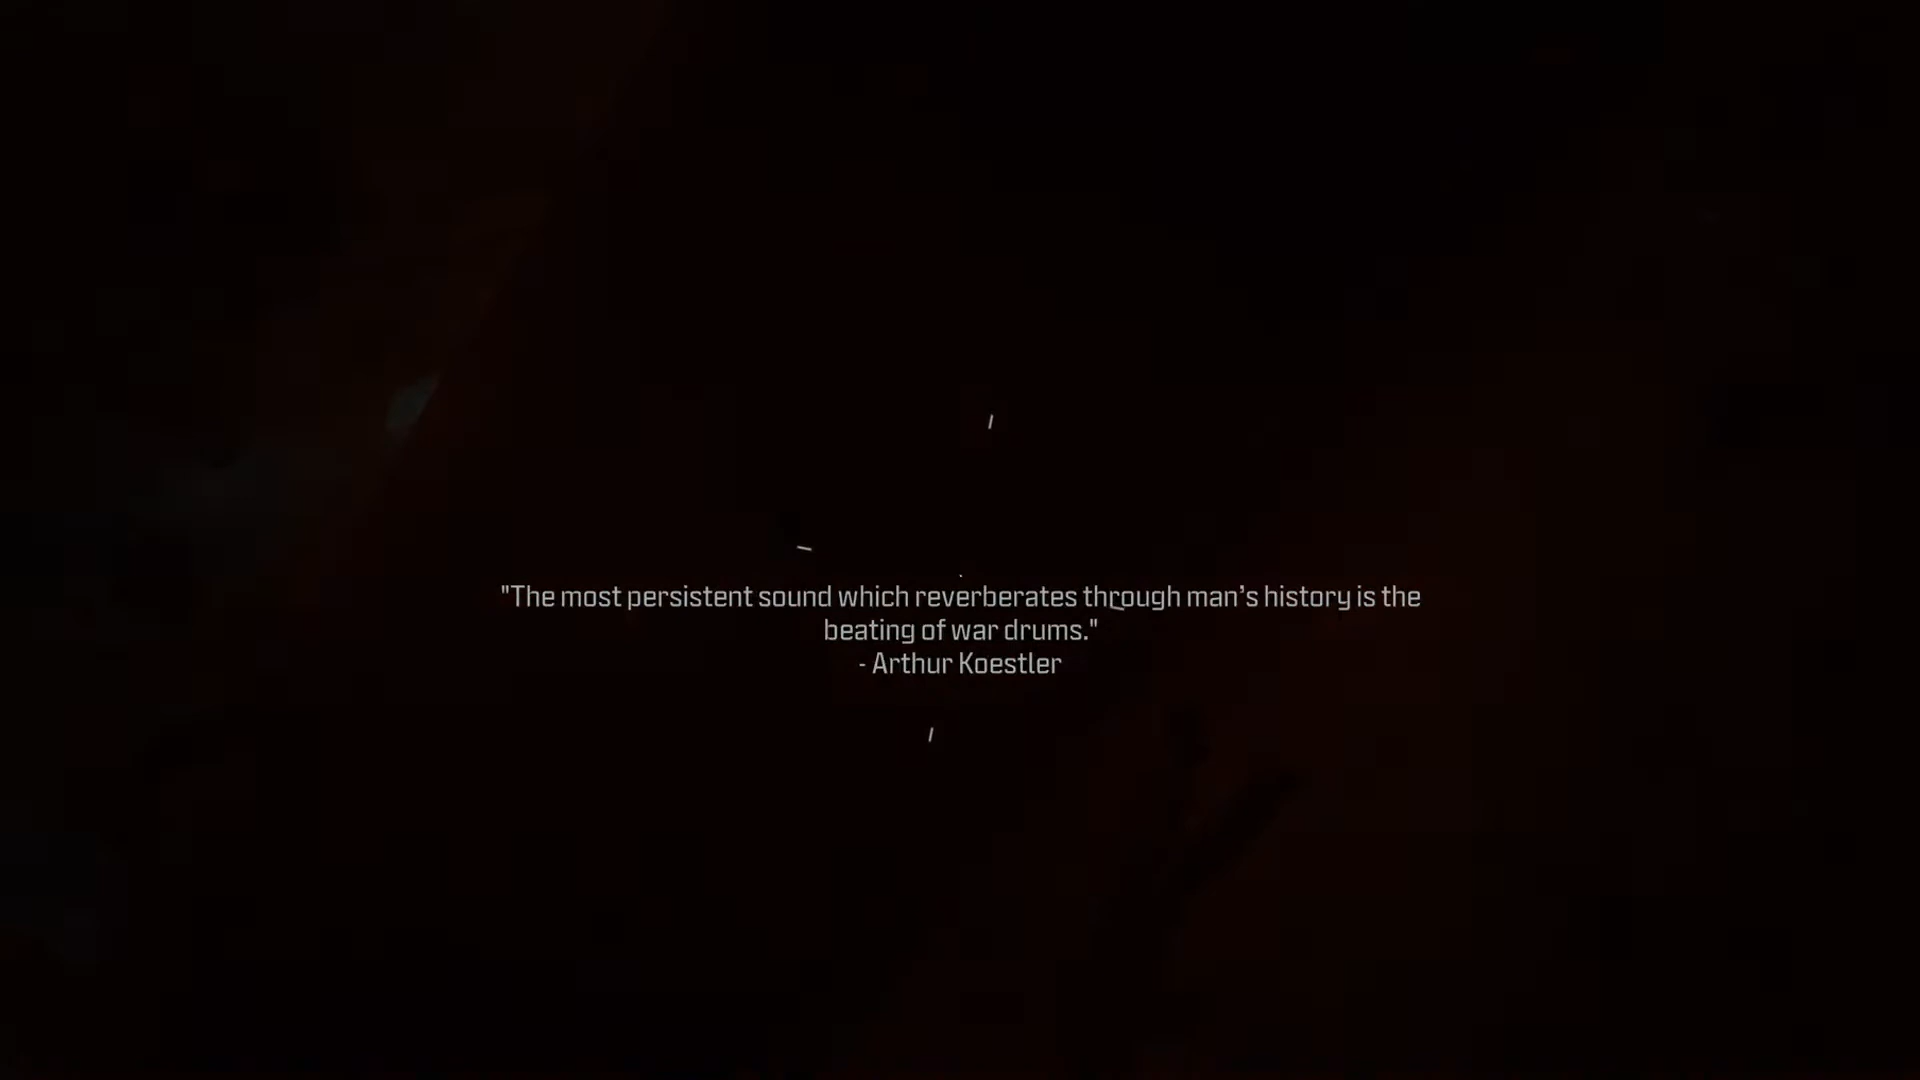 "The most persistent sound which reverberates through man's history is the
beating of war drums."
- Arthur Koestler